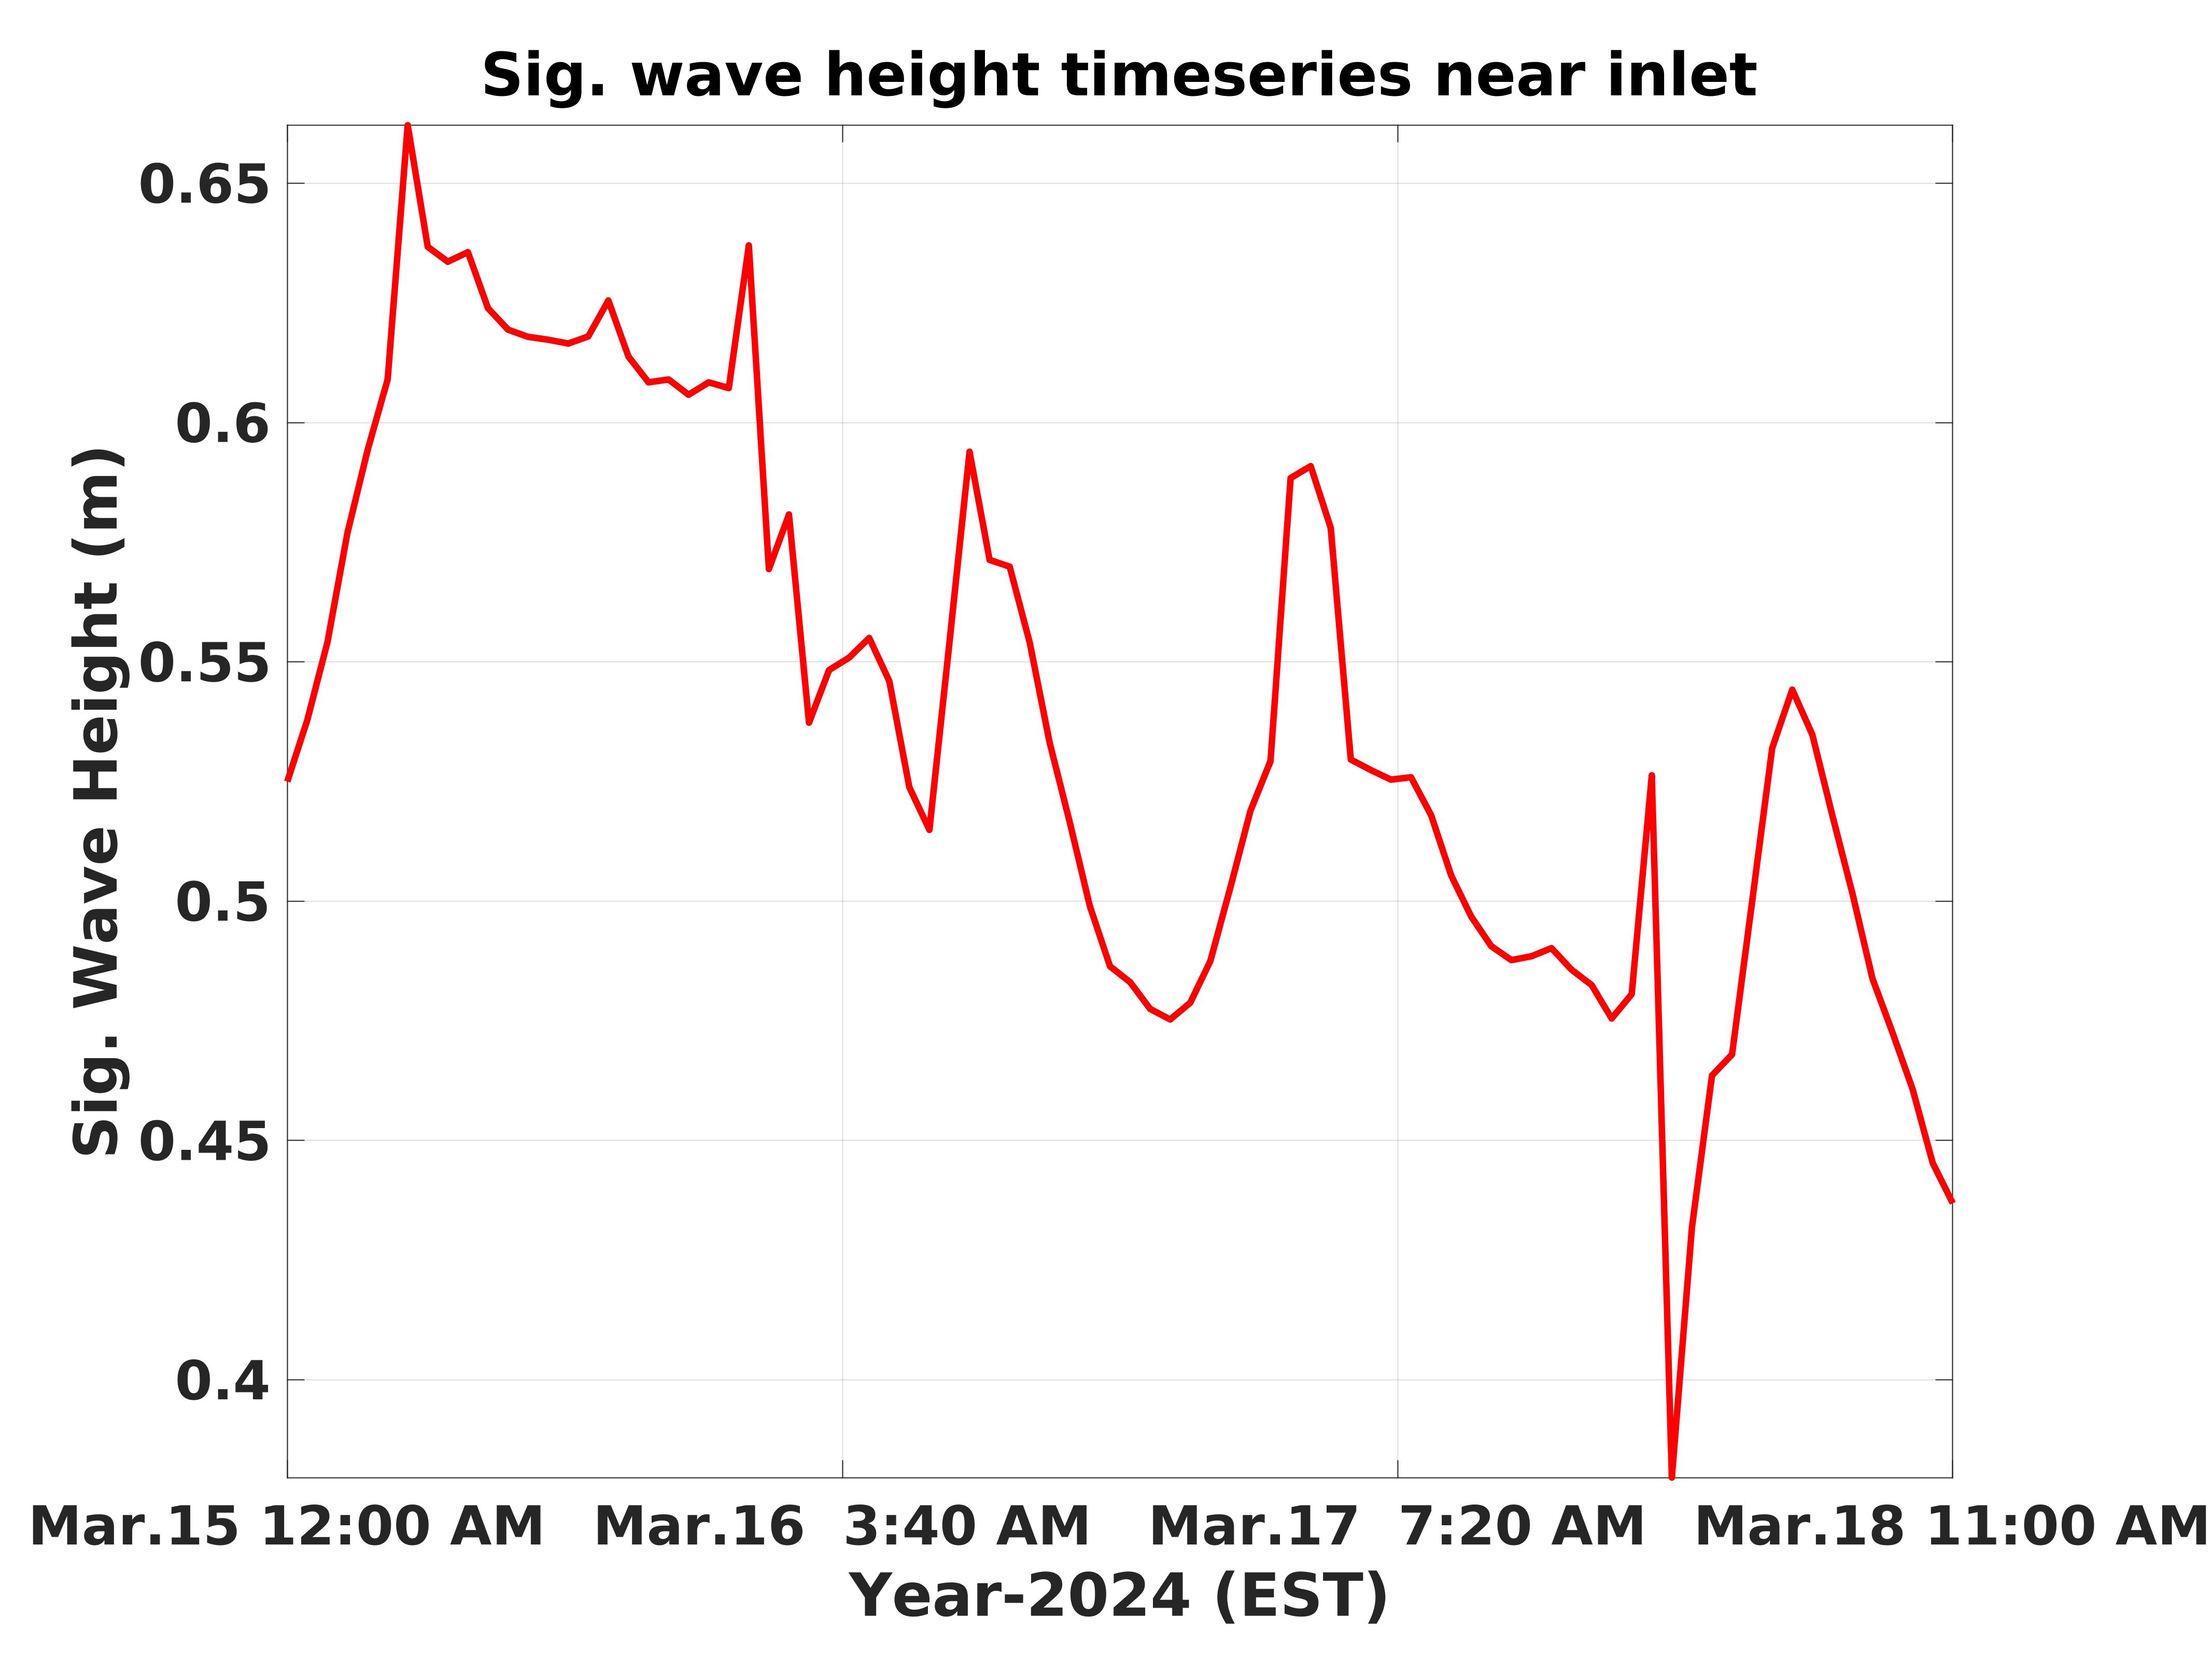 Sig. wave height timeseries near inlet
0.65
0.6
0.55
0.5
0.45
0.4
Sig. Wave Height (m)
Mar.15 12:00 AM Mar.16 3:40 AM Mar.17 7:20 AM Mar.18 11:00 AM
Year-2024 (EST)